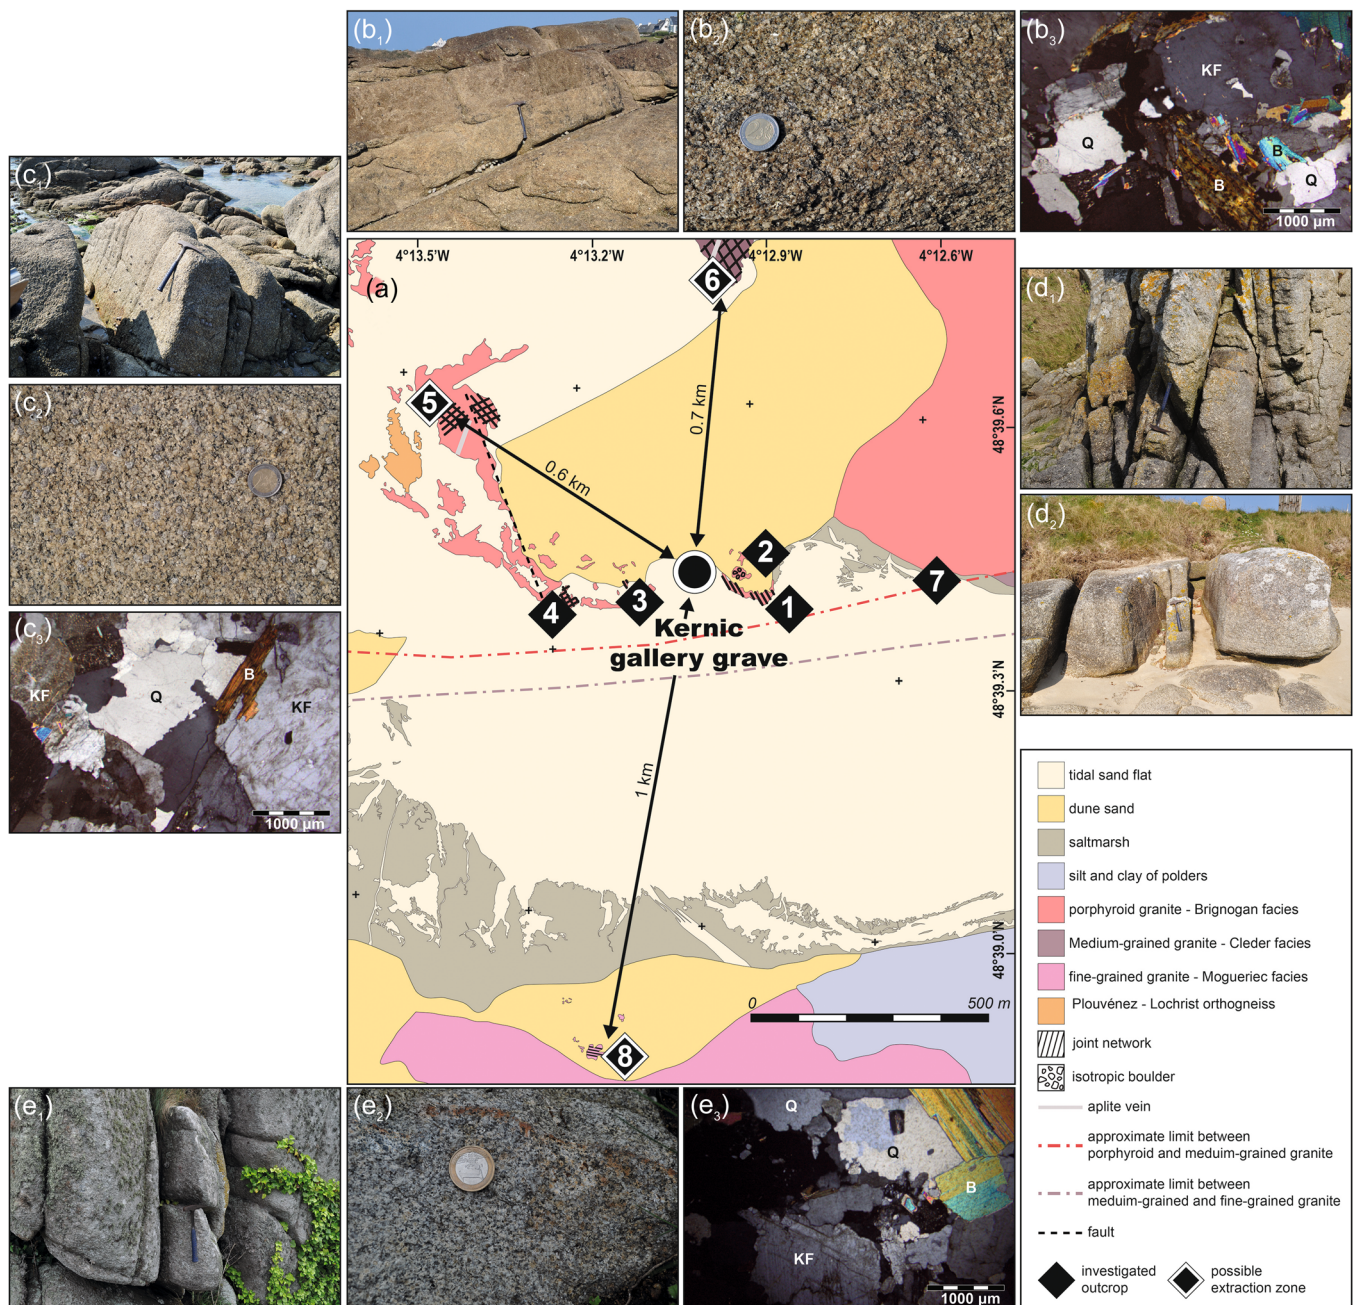 (b₁)
(b₂)
(b₃)
KF
Q
B
B
Q
1000 µm
(c₁)
(c₂)
(c₃)
KF
Q
B
KF
1000 µm
(a)
4°13.5'W
4°13.2'W
4°12.9'W
4°12.6'W
48°39.6'N
48°39.3'N
48°39.0'N
6
5
0.7 km
0.6 km
2
7
3
4
1
Kernic
gallery grave
1 km
0
500 m
8
(d₁)
(d₂)
tidal sand flat
dune sand
saltmarsh
silt and clay of polders
porphyroid granite - Brignogan facies
Medium-grained granite - Cleder facies
fine-grained granite - Mogueriec facies
Plouvénez - Lochrist orthogneiss
joint network
isotropic boulder
aplite vein
approximate limit between
porphyroid and meduim-grained granite
approximate limit between
meduim-grained and fine-grained granite
fault
investigated
outcrop
possible
extraction zone
(e₁)
(e₂)
(e₃)
Q
Q
B
KF
1000 µm